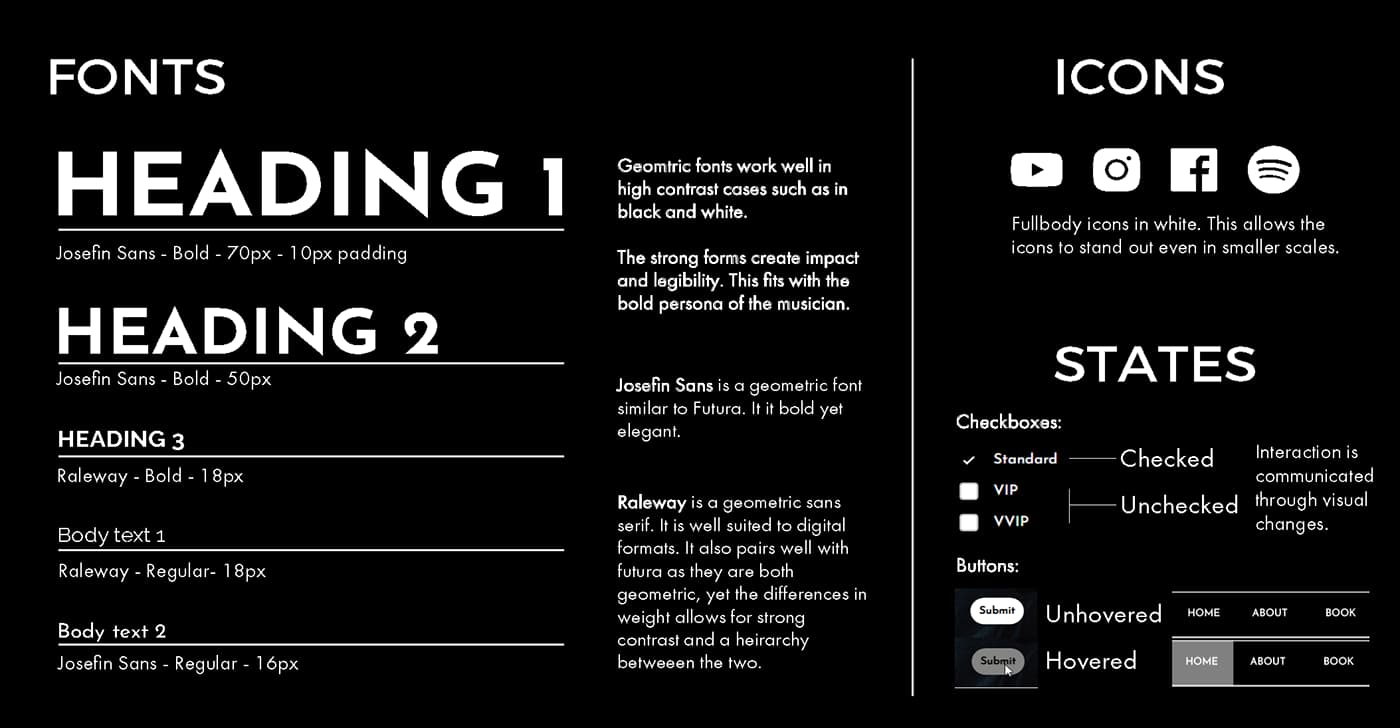 FONTS
HEADING 1
Josefin Sans - Bold - 70px - 10px padding
HEADING 2
Josefin Sans - Bold - 50px
HEADING 3
Raleway - Bold - 18px
Body text 1
Raleway - Regular- 18px
Body text 2
Josefin Sans - Regular - 16px
Geomtric fonts work well in
high contrast cases such as in
black and white.
The strong forms create impact
and legibility. This fits with the
bold persona of the musician.
Josefin Sans is a geometric font
similar to Futura. It it bold yet
elegant.
Raleway is a geometric sans
serif. It is well suited to digital
formats. It also pairs well with
futura as they are both
geometric, yet the differences in
weight allows for strong
contrast and a heirarchy
betweeen the two.
ICONS
Fullbody icons in white. This allows the
icons to stand out even in smaller scales.
STATES
Checkboxes:
Standard
VIP
VVIP
Checked
Unchecked
Interaction is
communicated
through visual
changes.
Buttons:
Submit
Unhovered
HOME ABOUT BOOK
Submit
Hovered
HOME ABOUT BOOK